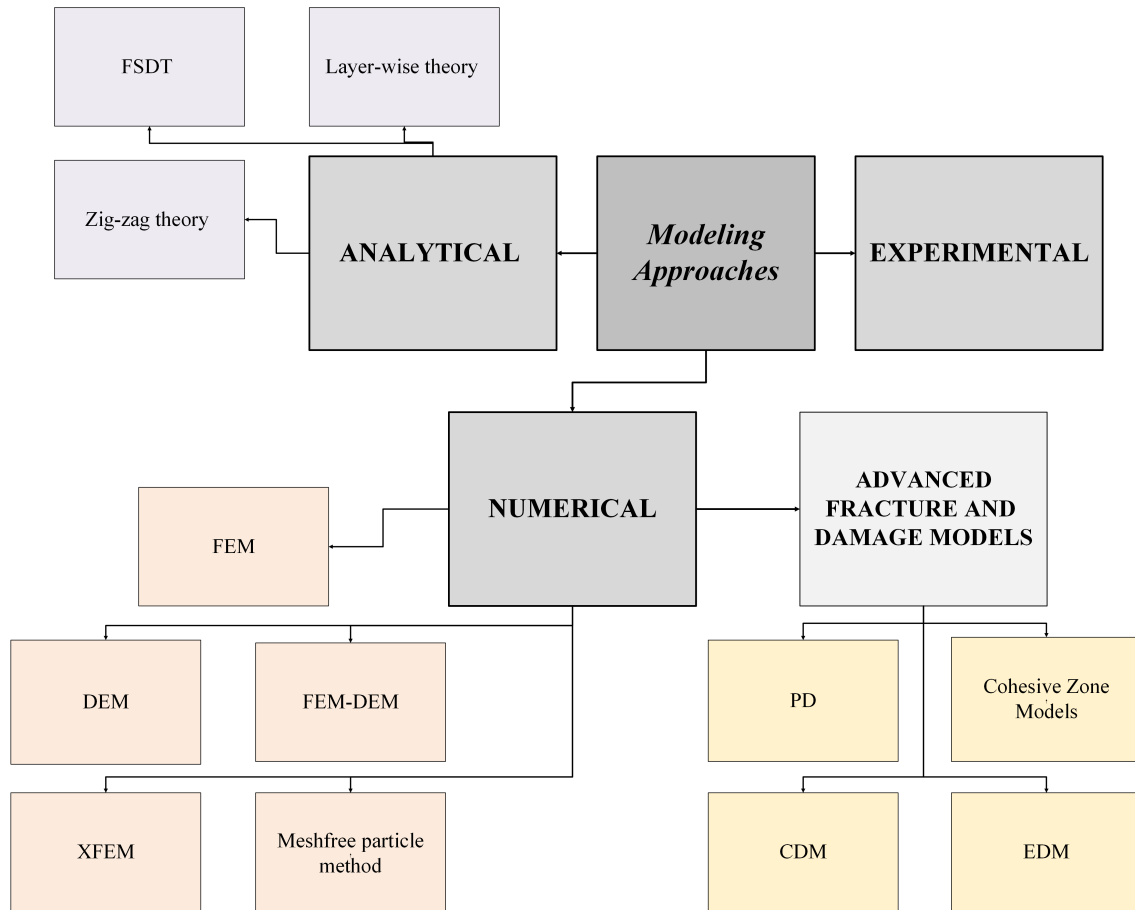 FSDT
Layer-wise theory
Zig-zag theory
ANALYTICAL
Modeling
Approaches
EXPERIMENTAL
NUMERICAL
ADVANCED
FRACTURE AND
DAMAGE MODELS
FEM
DEM
FEM-DEM
PD
Cohesive Zone
Models
XFEM
Meshfree particle
method
CDM
EDM